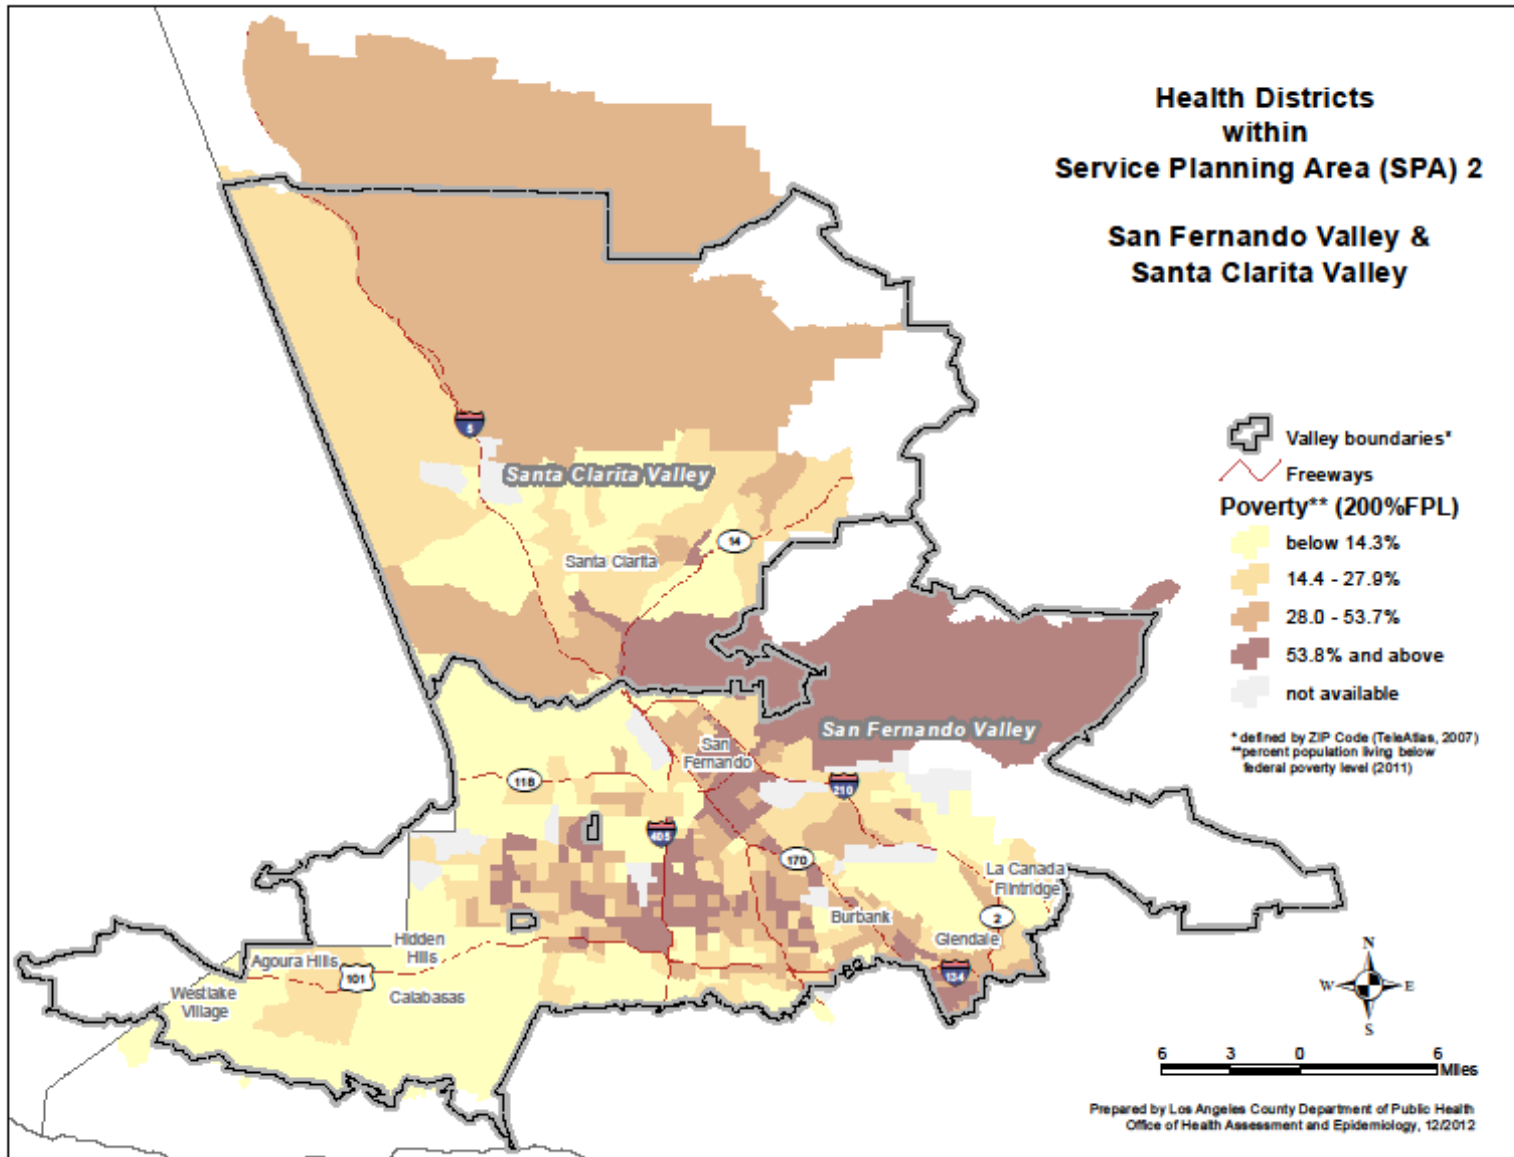 Health Districts
within
Service Planning Area (SPA) 2
San Fernando Valley &
Santa Clarita Valley
Valley boundaries*
Freeways
Poverty** (200%FPL)
below 14.3%
14.4 - 27.9%
28.0 - 53.7%
53.8% and above
not available
* defined by ZIP Code (TeleAtlas, 2007)
**percent population living below
federal poverty level (2011)
5
Santa Clarita Valley
14
Santa Clarita
San Fernando Valley
San
Fernando
118
210
405
170
La Canada
Flintridge
Burbank
2
Glendale
134
Hidden
Hills
Agoura Hills
101
Westlake
Village
Calabasas
N
W E
S
6 3 0 6
Miles
Prepared by Los Angeles County Department of Public Health
Office of Health Assessment and Epidemiology, 12/2012